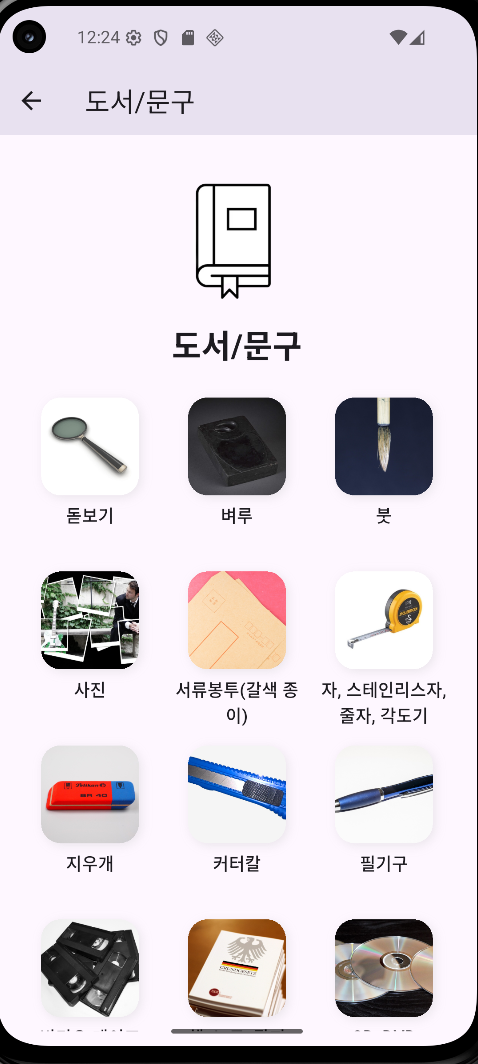 12:24
도서/문구
도서/문구
돋보기
벼루
붓
사진
서류봉투(갈색 종
이)
자, 스테인리스자,
줄자, 각도기
지우개
커터칼
필기구